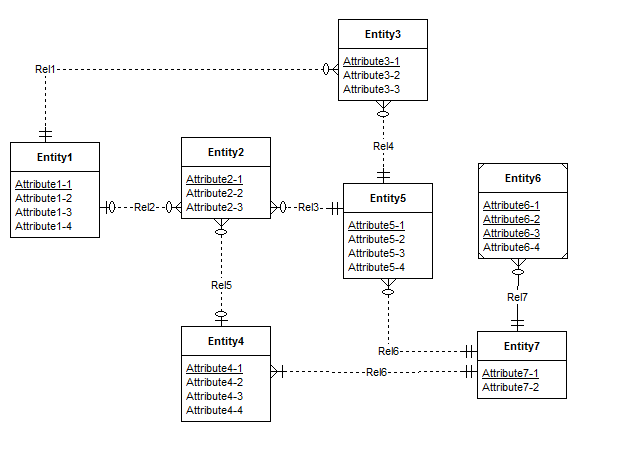 Entity3
Attribute3-1
Attribute3-2
Attribute3-3
Rel1
Rel4
Entity1
Attribute1-1
Attribute1-2
Attribute1-3
Attribute1-4
Rel2
Entity2
Attribute2-1
Attribute2-2
Attribute2-3
Rel3
Entity5
Attribute5-1
Attribute5-2
Attribute5-3
Attribute5-4
Entity6
Attribute6-1
Attribute6-2
Attribute6-3
Attribute6-4
Rel5
Rel7
Entity4
Attribute4-1
Attribute4-2
Attribute4-3
Attribute4-4
Rel6
Rel6
Entity7
Attribute7-1
Attribute7-2